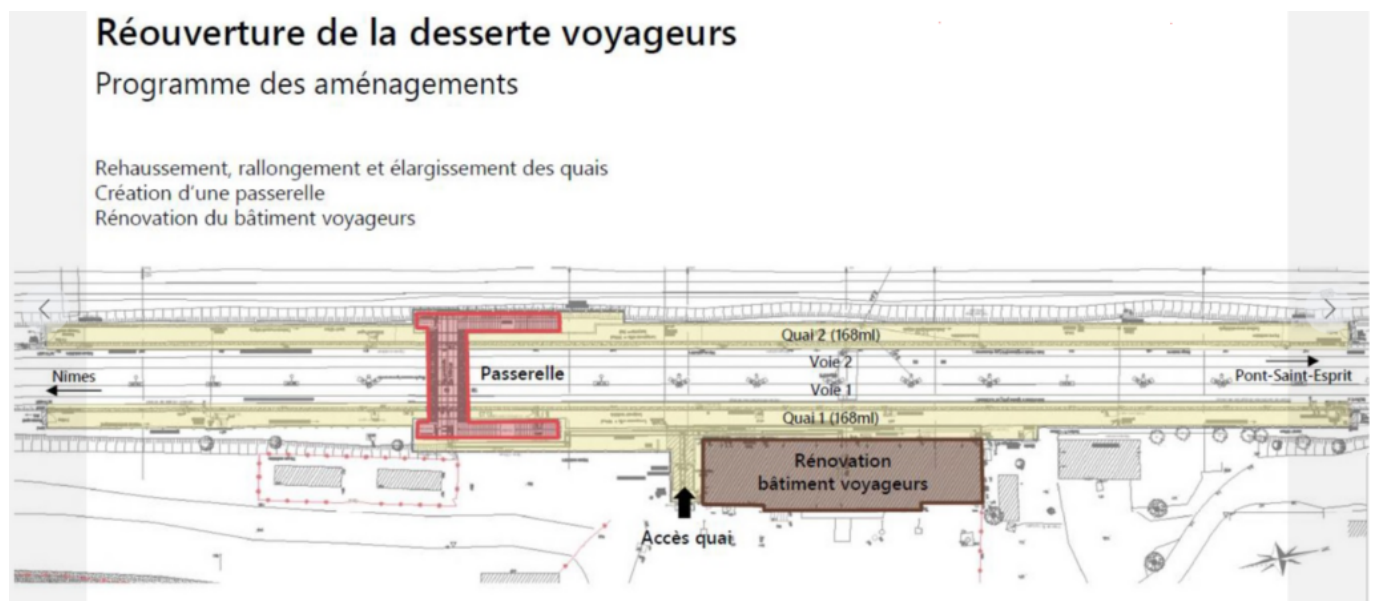 Réouverture de la desserte voyageurs
Programme des aménagements
Rehaussement, rallongement et élargissement des quais
Création d'une passerelle
Rénovation du bâtiment voyageurs
Quai 2 (168ml)
Voie 2
Nimes
Passerelle
Pont-Saint-Esprit
Voie 1
Quai 1 (168ml)
Rénovation
bâtiment voyageurs
Accès quai